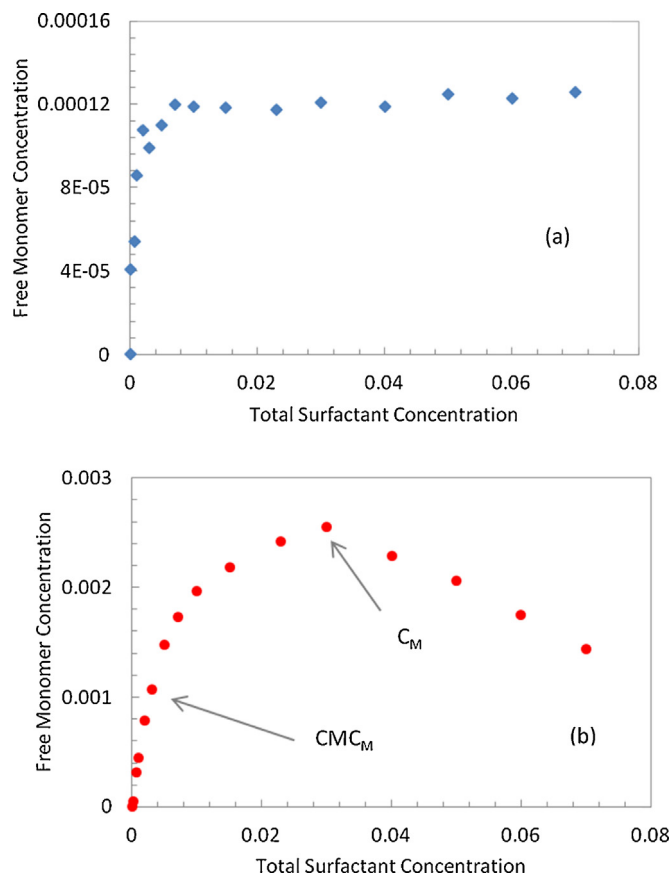 0.00016
0.00012
8E-05
4E-05
0
Free Monomer Concentration
(a)
0 0.02 0.04 0.06 0.08
Total Surfactant Concentration
0.003
0.002
0.001
0
Free Monomer Concentration
C_M
CMC_M
(b)
0 0.02 0.04 0.06 0.08
Total Surfactant Concentration